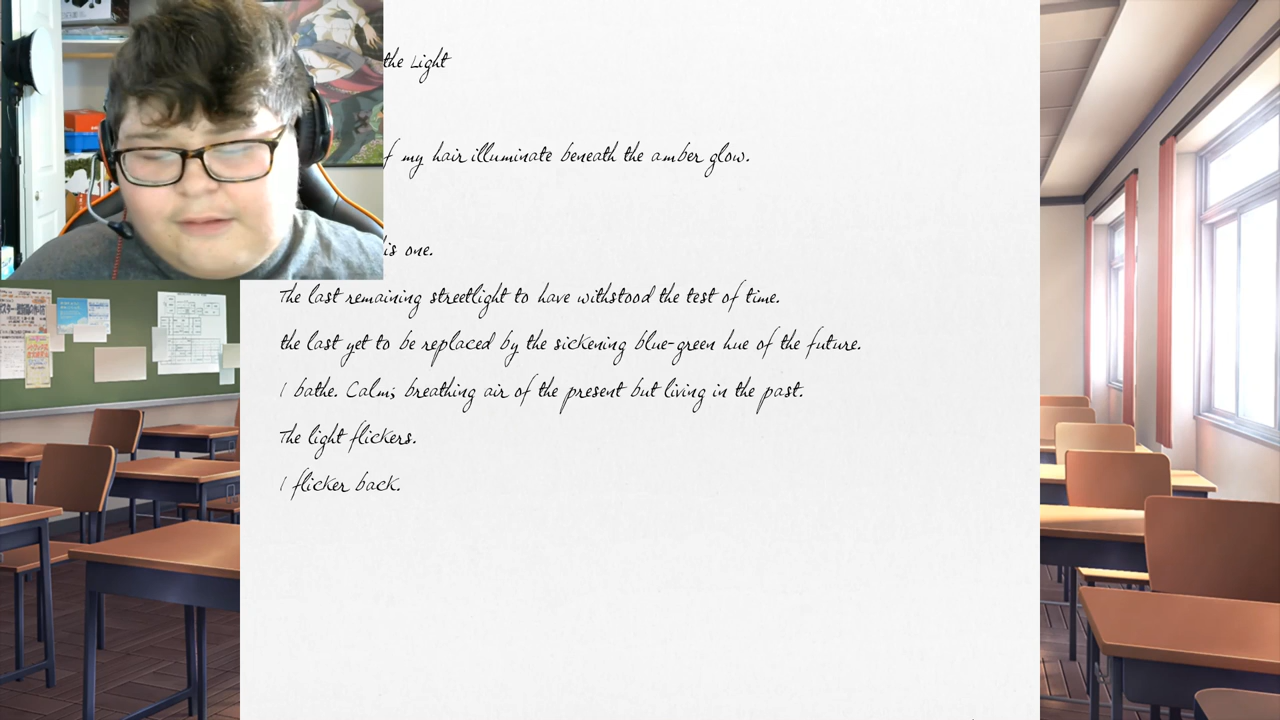 the Light
my hair illuminate beneath the amber glow.
one.
The last remaining streetlight to have withstood the test of time.
the last yet to be replaced by the sickening blue-green hue of the future.
I bathe. Calm; breathing air of the present but living in the past.
The light flickers.
I flicker back.